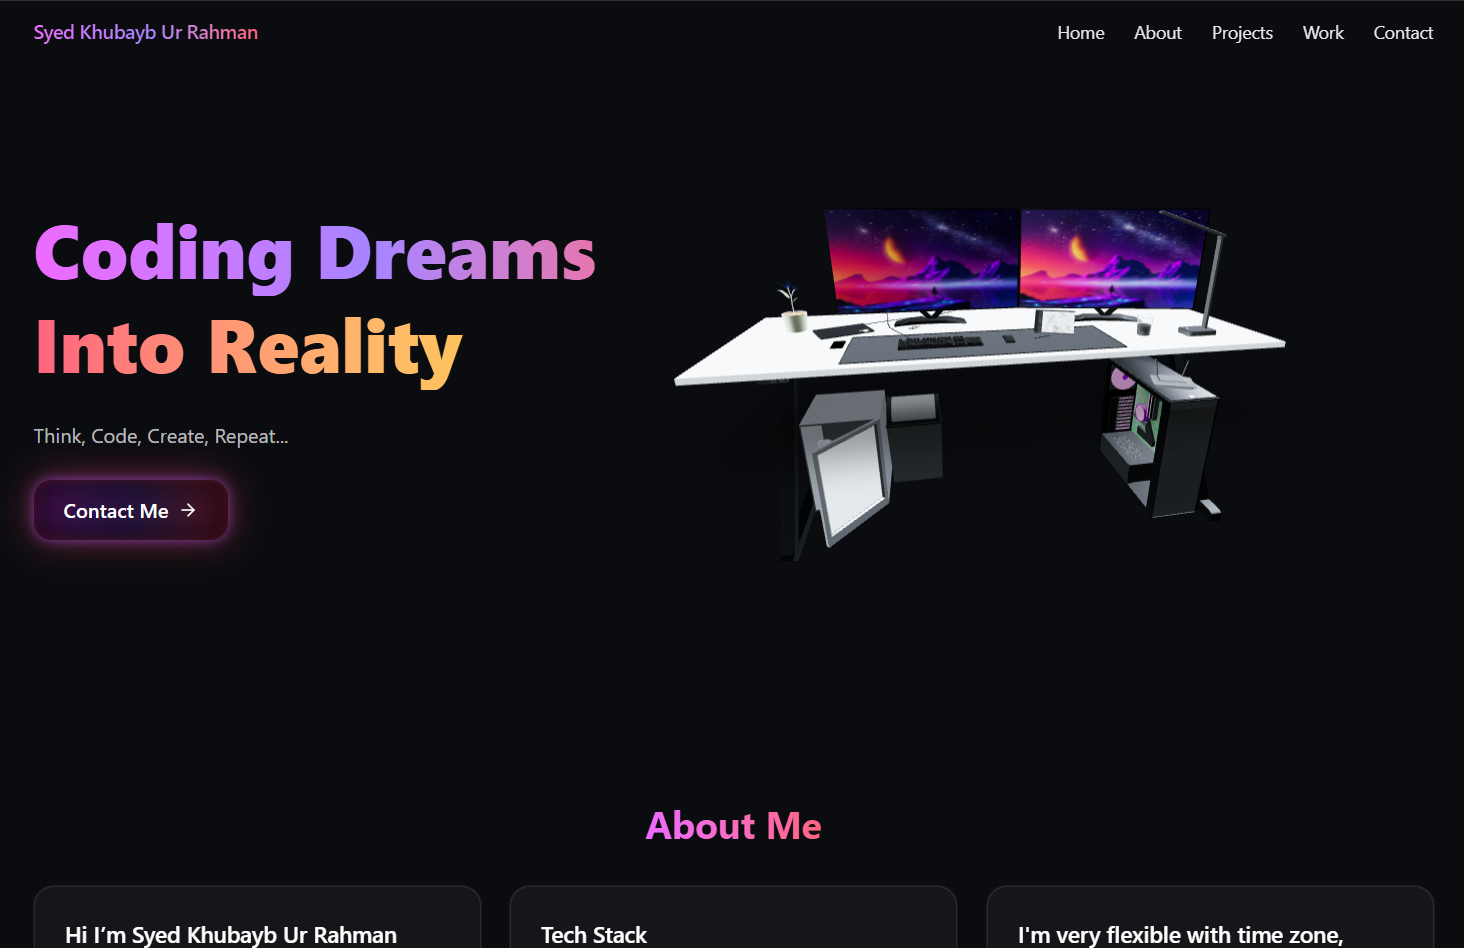 Syed Khubayb Ur Rahman
Home About Projects Work Contact
Coding Dreams
Into Reality
Think, Code, Create, Repeat...
Contact Me →
About Me
Hi I’m Syed Khubayb Ur Rahman
Tech Stack
I'm very flexible with time zone,